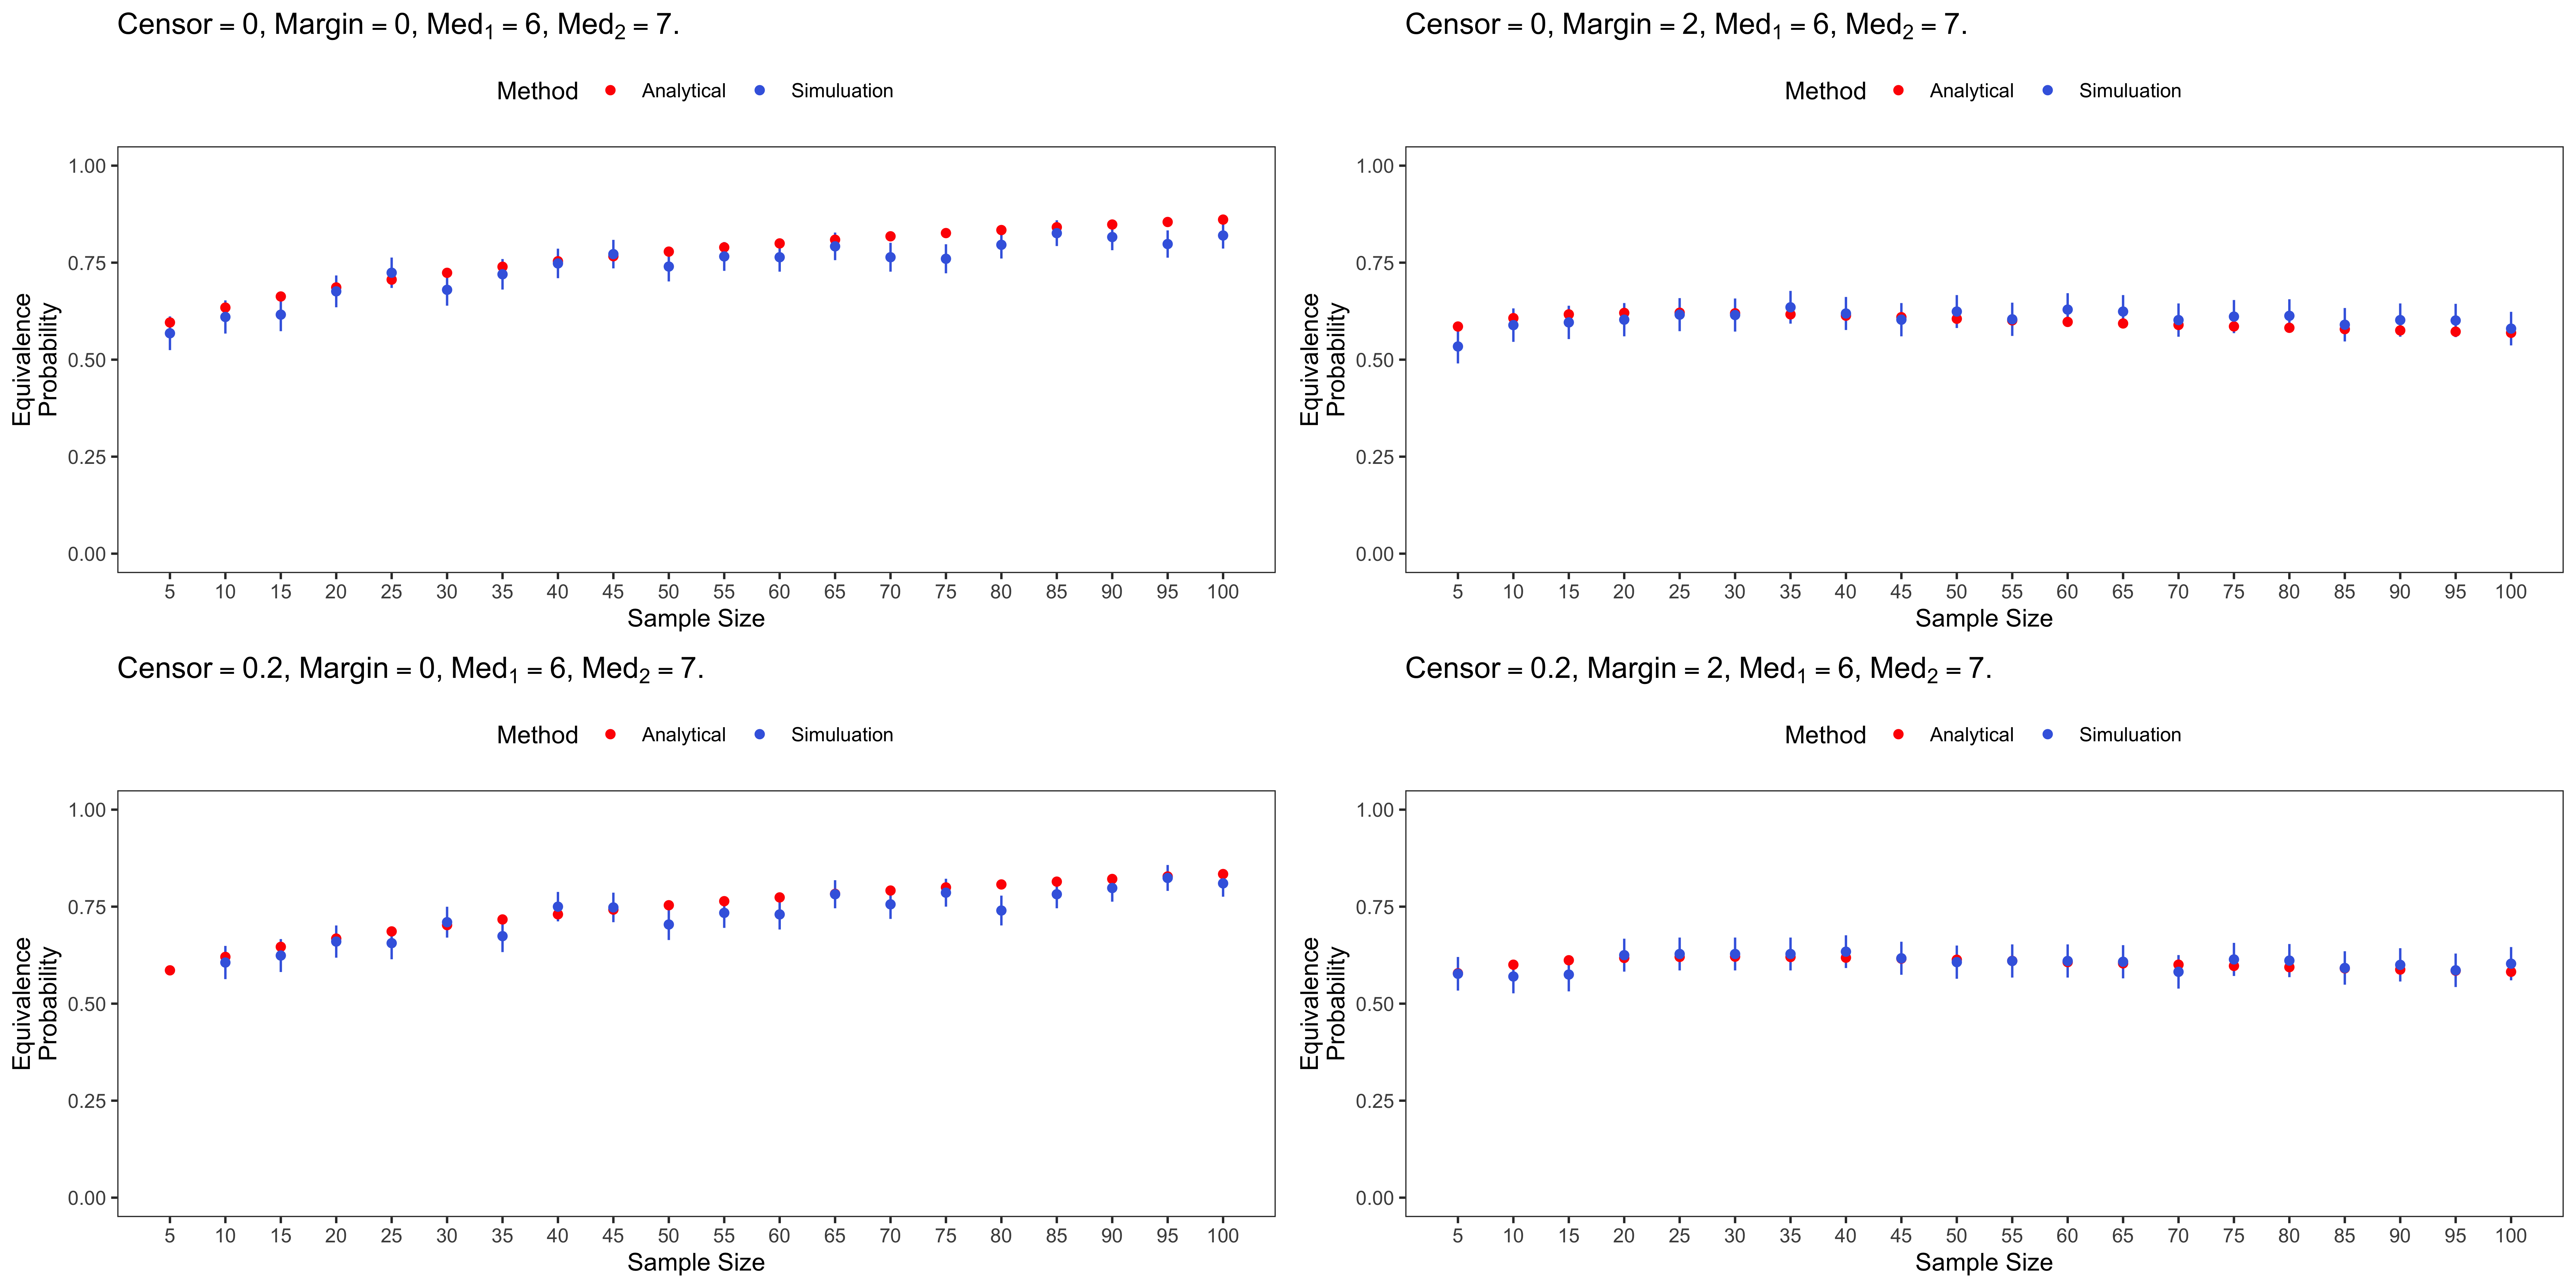 Censor = 0, Margin = 0, Med₁ = 6, Med₂ = 7.
Method Analytical Simuluation
1.00
0.75
0.50
0.25
0.00
Equivalence
Probability
5 10 15 20 25 30 35 40 45 50 55 60 65 70 75 80 85 90 95 100
Sample Size
Censor = 0, Margin = 2, Med₁ = 6, Med₂ = 7.
Method Analytical Simuluation
1.00
0.75
0.50
0.25
0.00
Equivalence
Probability
5 10 15 20 25 30 35 40 45 50 55 60 65 70 75 80 85 90 95 100
Sample Size
Censor = 0.2, Margin = 0, Med₁ = 6, Med₂ = 7.
Method Analytical Simuluation
1.00
0.75
0.50
0.25
0.00
Equivalence
Probability
5 10 15 20 25 30 35 40 45 50 55 60 65 70 75 80 85 90 95 100
Sample Size
Censor = 0.2, Margin = 2, Med₁ = 6, Med₂ = 7.
Method Analytical Simuluation
1.00
0.75
0.50
0.25
0.00
Equivalence
Probability
5 10 15 20 25 30 35 40 45 50 55 60 65 70 75 80 85 90 95 100
Sample Size